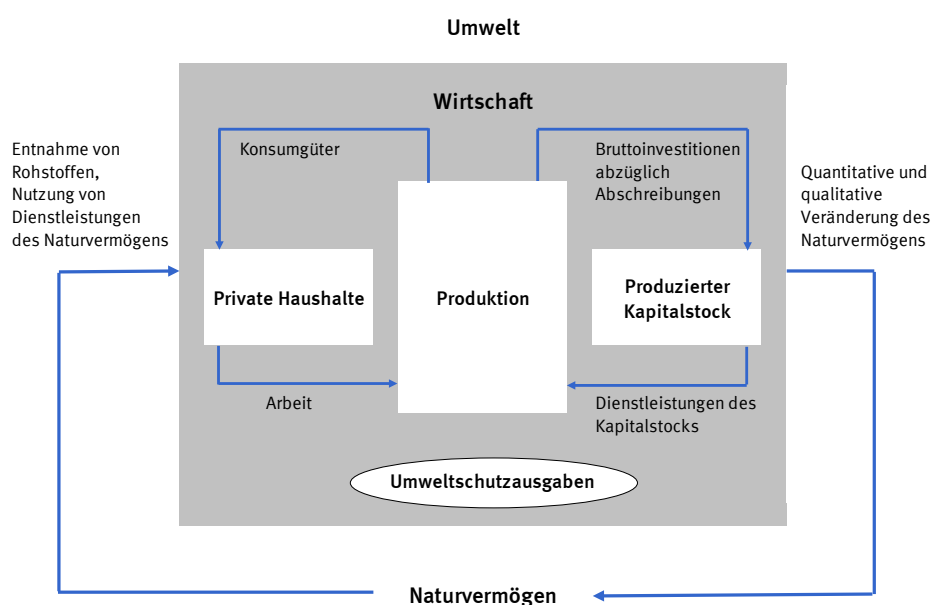 Umwelt
Wirtschaft
Entnahme von
Rohstoffen,
Nutzung von
Dienstleistungen
des Naturvermögens
Konsumgüter
Bruttoinvestitionen
abzüglich
Abschreibungen
Quantitative und
qualitative
Veränderung des
Naturvermögens
Private Haushalte
Produktion
Produzierter
Kapitalstock
Arbeit
Dienstleistungen des
Kapitalstocks
Umweltschutzausgaben
Naturvermögen